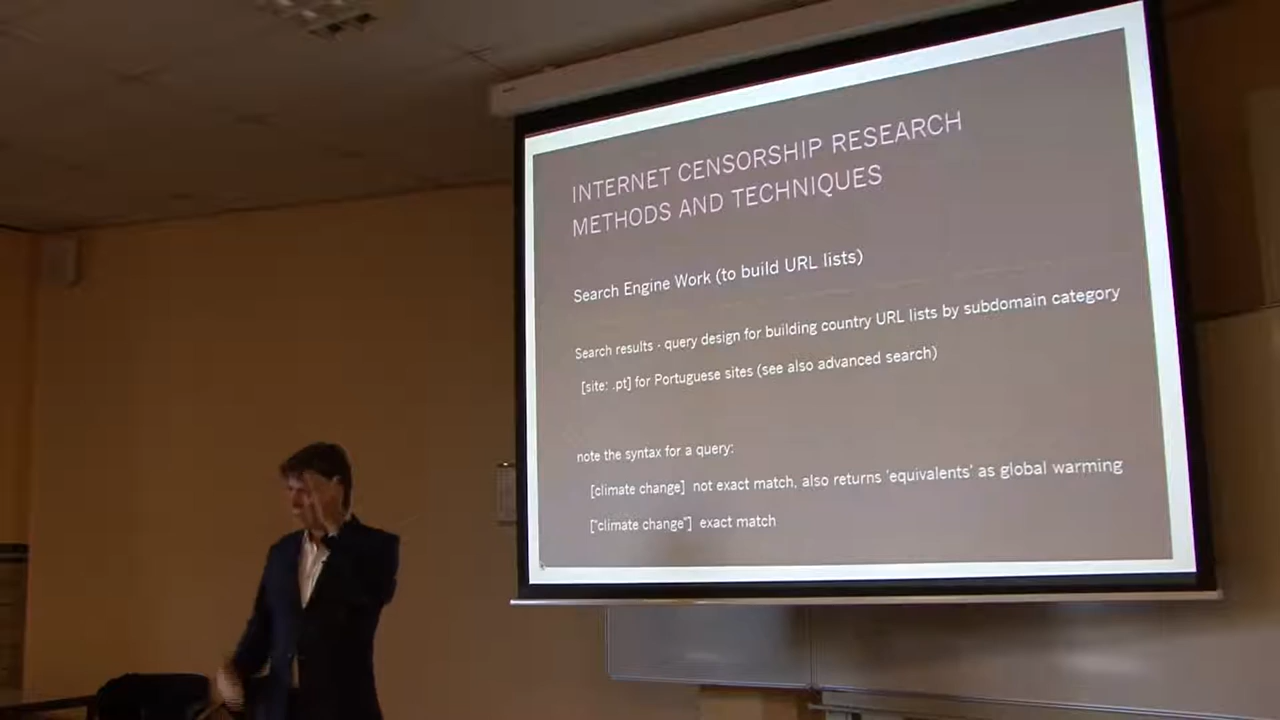 INTERNET CENSORSHIP RESEARCH
METHODS AND TECHNIQUES
Search Engine Work (to build URL lists)
Search results - query design for building country URL lists by subdomain category
[site: .pt] for Portuguese sites (see also advanced search)
note the syntax for a query:
[climate change] not exact match, also returns 'equivalents' as global warming
["climate change"] exact match